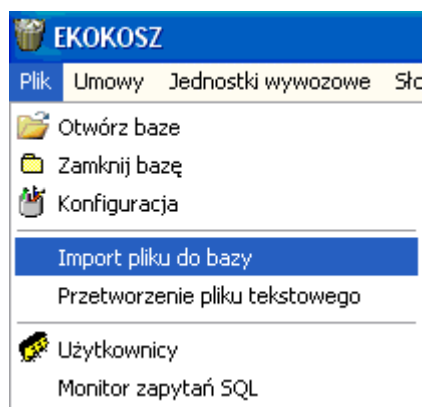 EKOKOSZ
Plik Umowy Jednostki wywozowe
Otwórz baze
Zamknij bazę
Konfiguracja
Import pliku do bazy
Przetworzenie pliku tekstowego
Użytkownicy
Monitor zapytań SQL